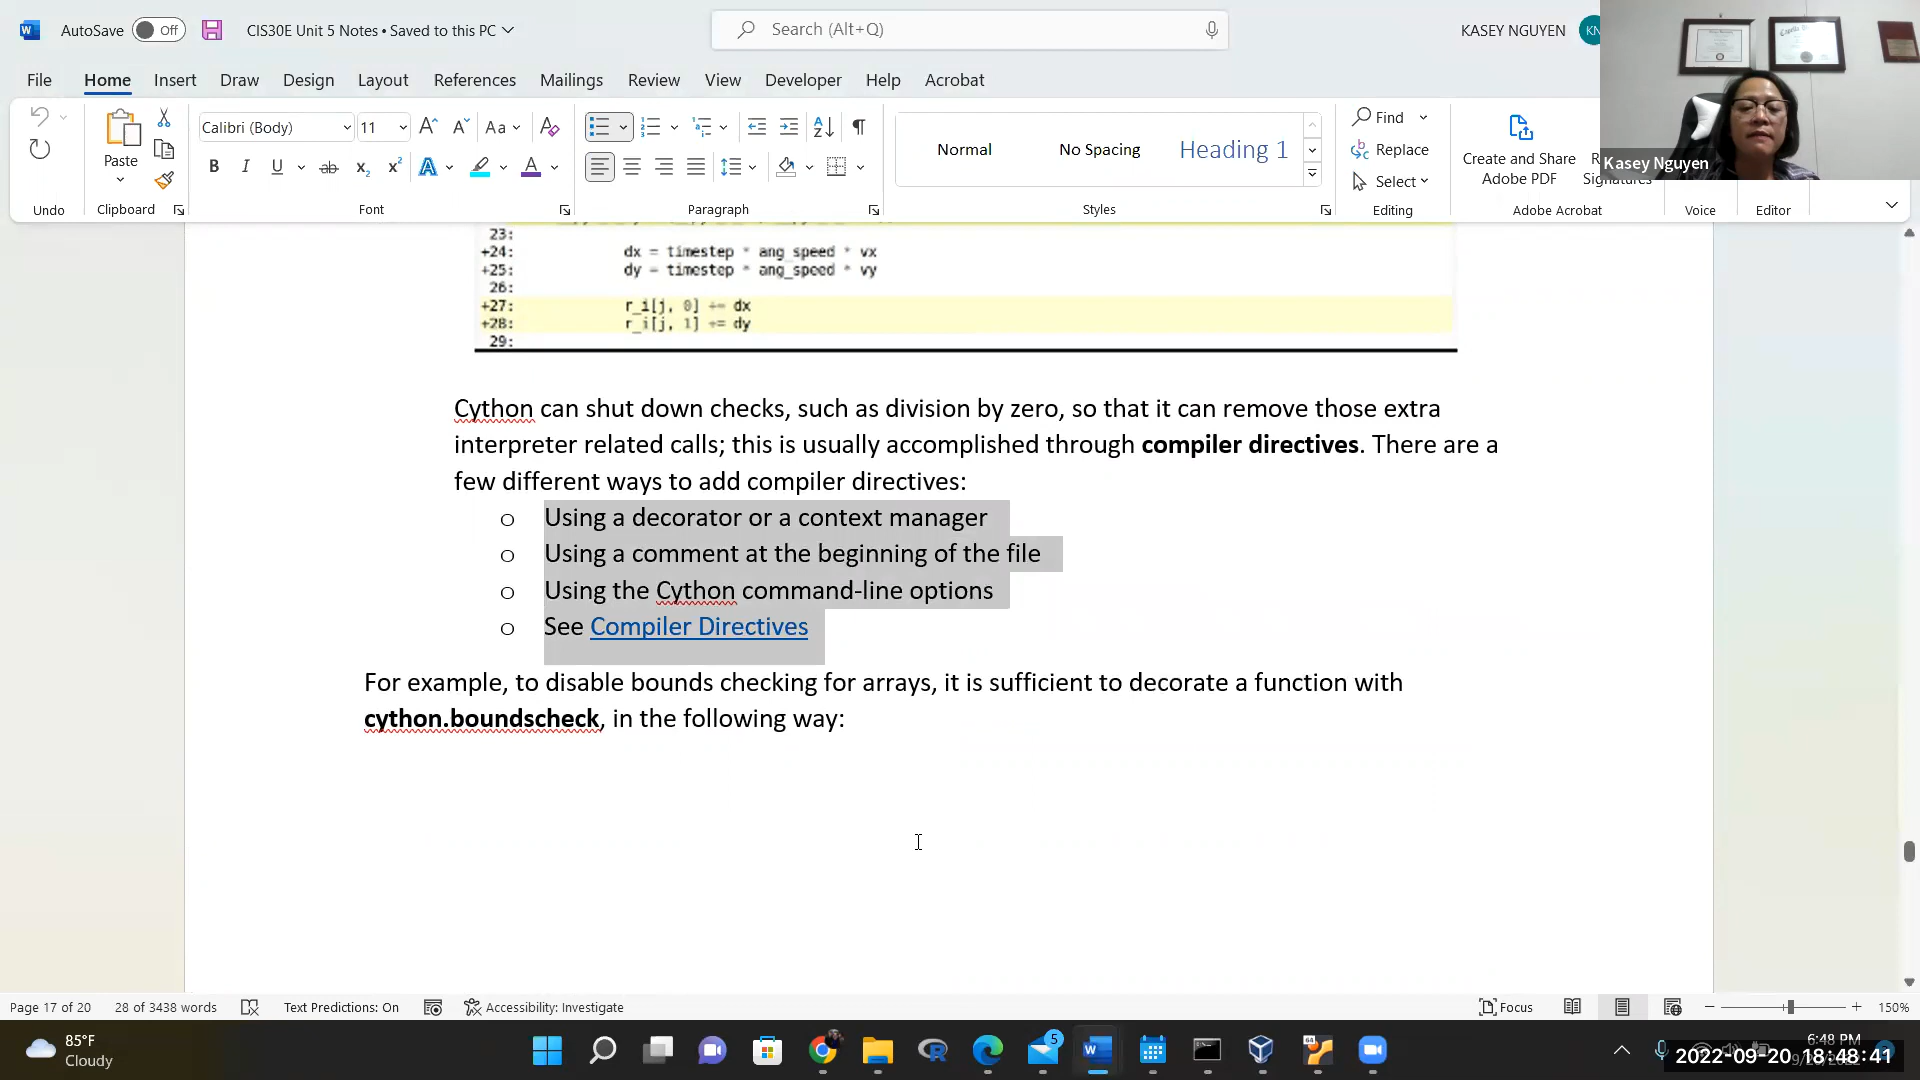 AutoSave Off CIS30E Unit 5 Notes • Saved to this PC Search (Alt+Q) KASEY NGUYEN KN
File Home Insert Draw Design Layout References Mailings Review View Developer Help Acrobat
Paste
Calibri (Body) 11 Aa
Normal No Spacing Heading 1
Find
Replace
Select
Create and Share
Adobe PDF
Signatures
Kasey Nguyen
Undo Clipboard Font Paragraph Styles Editing Adobe Acrobat Voice Editor
23:
+24: dx = timestep * ang_speed * vx
+25: dy = timestep * ang_speed * vy
26:
+27: r_i[j, 0] += dx
+28: r_i[j, 1] += dy
29:
Cython can shut down checks, such as division by zero, so that it can remove those extra
interpreter related calls; this is usually accomplished through compiler directives. There are a
few different ways to add compiler directives:
o Using a decorator or a context manager
o Using a comment at the beginning of the file
o Using the Cython command-line options
o See Compiler Directives
For example, to disable bounds checking for arrays, it is sufficient to decorate a function with
cython.boundscheck, in the following way:
Page 17 of 20 28 of 3438 words Text Predictions: On Accessibility: Investigate Focus 150%
85°F
Cloudy
5
64
6:48 PM
2022-09-20 18:48:41